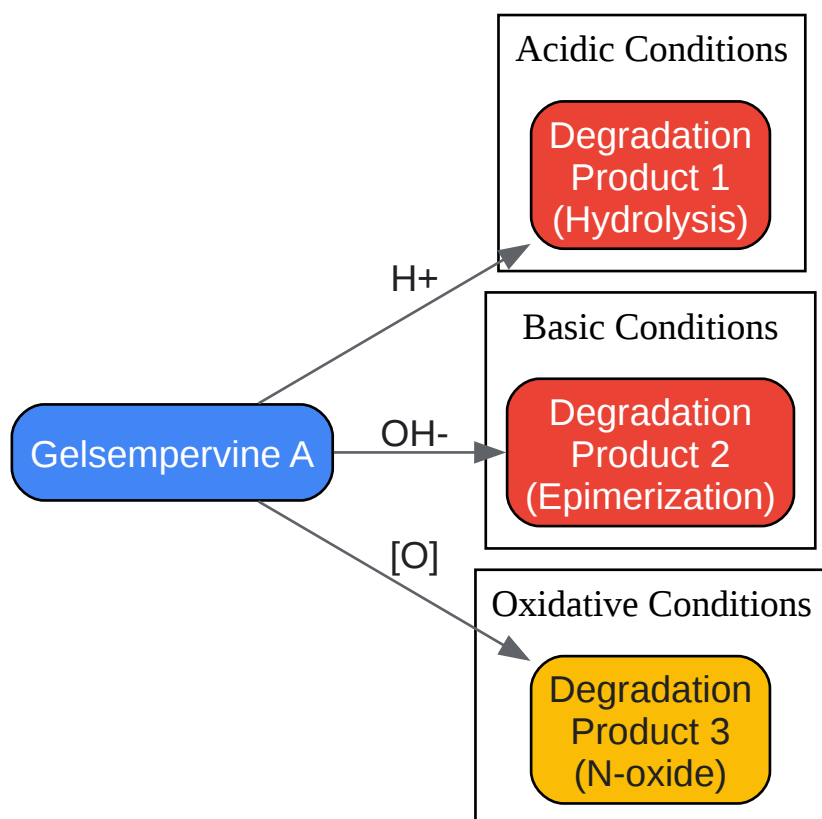 Acidic Conditions
Degradation
Product 1
(Hydrolysis)
H+
Basic Conditions
Gelsempervine A
OH-
Degradation
Product 2
(Epimerization)
[O]
Oxidative Conditions
Degradation
Product 3
(N-oxide)